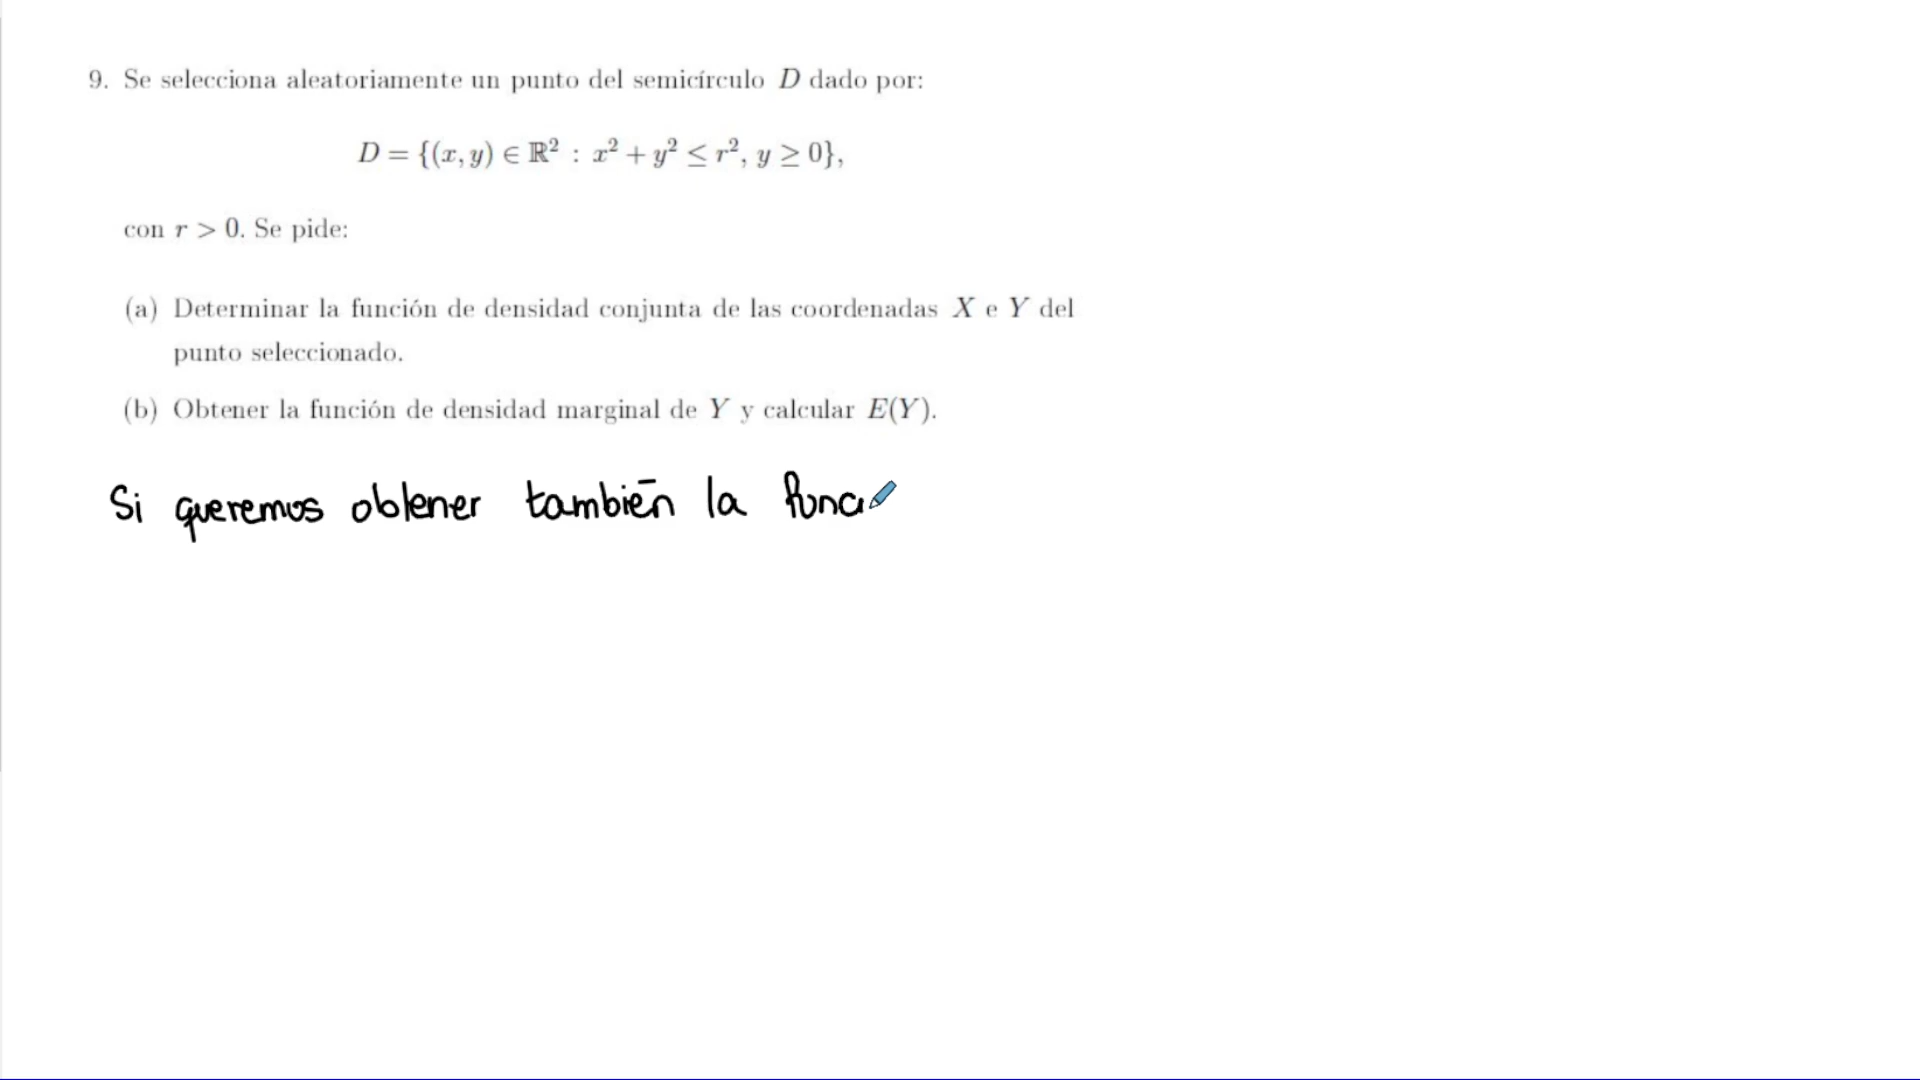 9. Se selecciona aleatoriamente un punto del semicírculo D dado por:
D = {(x, y) ∈ ℝ² : x² + y² ≤ r², y ≥ 0},
con r > 0. Se pide:
(a) Determinar la función de densidad conjunta de las coordenadas X e Y del
punto seleccionado.
(b) Obtener la función de densidad marginal de Y y calcular E(Y).
Si queremos obtener también la funci